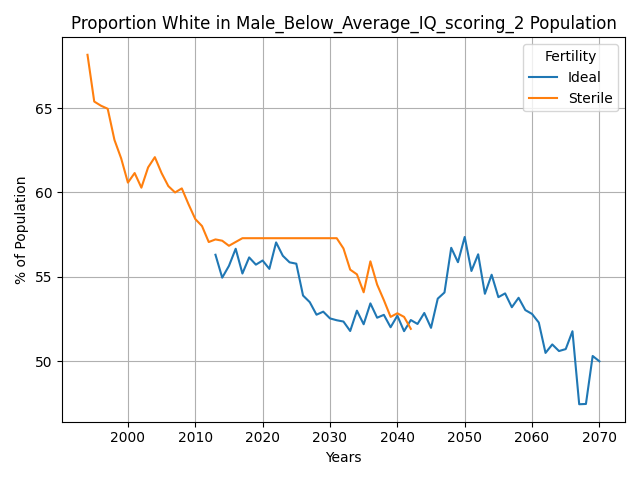 Proportion White in Male_Below_Average_IQ_scoring_2 Population
Fertility
Ideal
Sterile
% of Population
65
60
55
50
2000
2010
2020
2030
2040
2050
2060
2070
Years